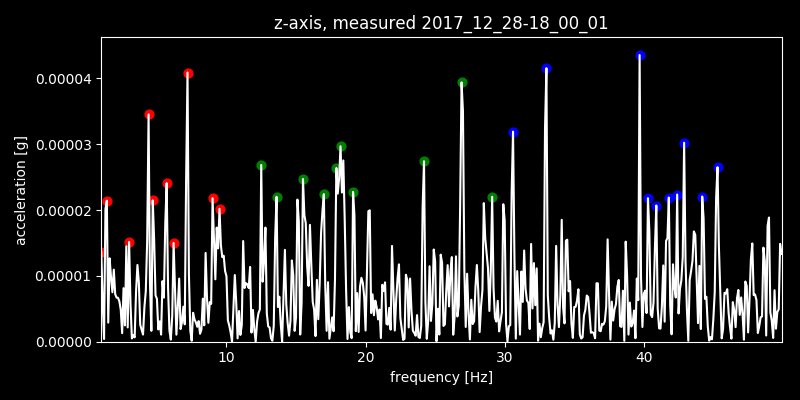 z-axis, measured 2017_12_28-18_00_01
0.00004
0.00003
0.00002
0.00001
0.00000
acceleration [g]
10 20 30 40
frequency [Hz]